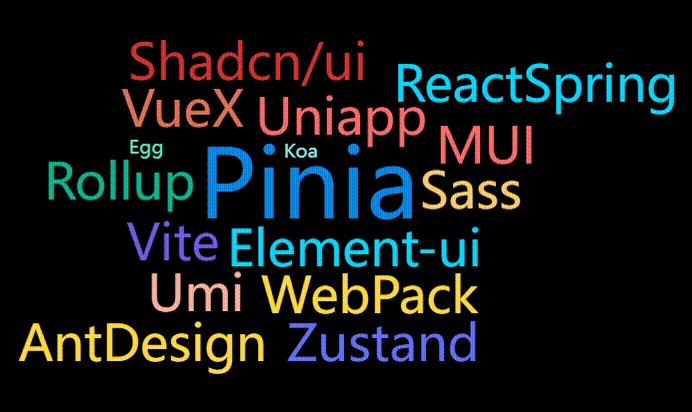 Shadcn/ui
ReactSpring
VueX
Uniapp
MUI
Egg
Koa
Rollup
Pinia
Sass
Vite
Element-ui
Umi
WebPack
AntDesign
Zustand